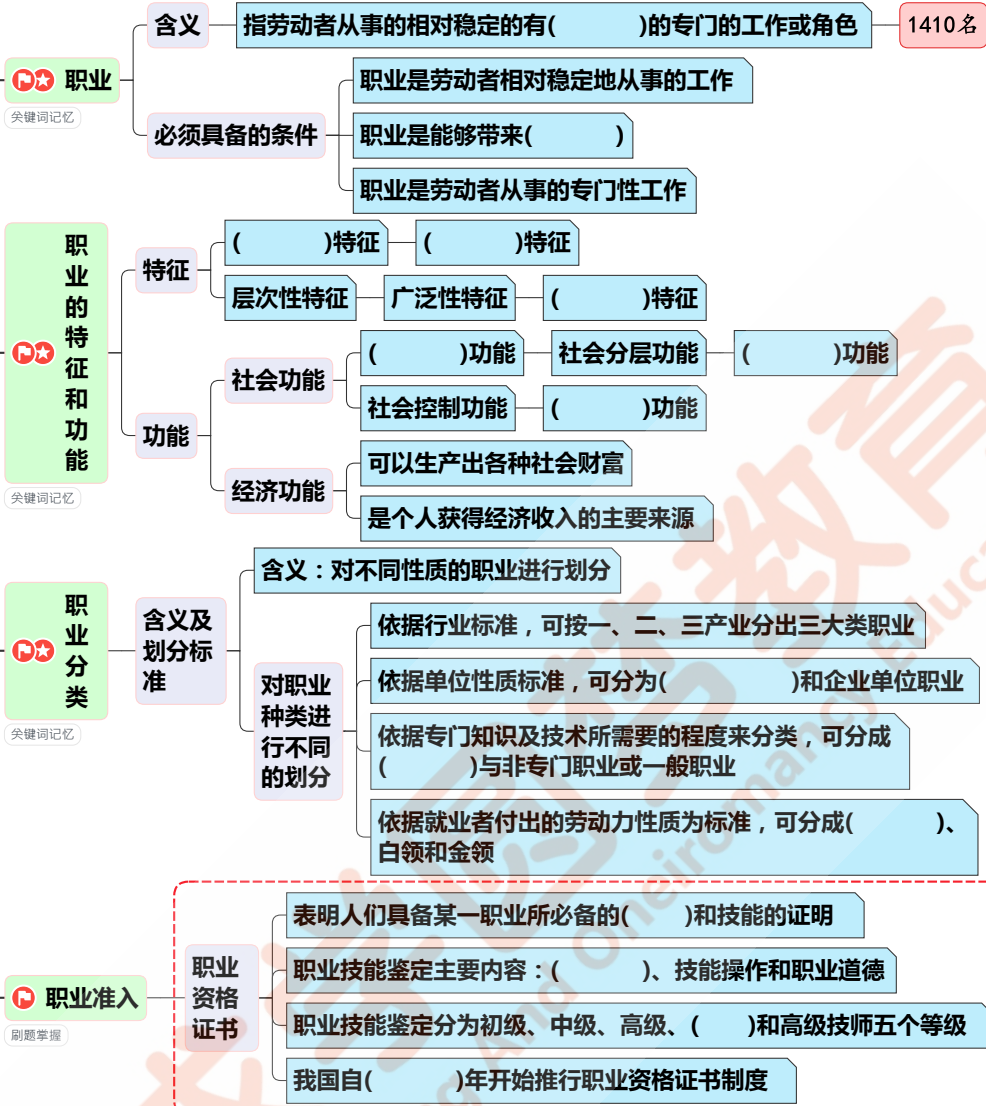 含义
指劳动者从事的相对稳定的有(        )的专门的工作或角色
1410名
职业
关键词记忆
必须具备的条件
职业是劳动者相对稳定地从事的工作
职业是能够带来(        )
职业是劳动者从事的专门性工作
职业的特征和功能
关键词记忆
特征
(        )特征
(        )特征
层次性特征
广泛性特征
(        )特征
功能
社会功能
(        )功能
社会分层功能
(        )功能
社会控制功能
(        )功能
经济功能
可以生产出各种社会财富
是个人获得经济收入的主要来源
职业分类
关键词记忆
含义及
划分标
准
含义：对不同性质的职业进行划分
对职业
种类进
行不同
的划分
依据行业标准，可按一、二、三产业分出三大类职业
依据单位性质标准，可分为(            )和企业单位职业
依据专门知识及技术所需要的程度来分类，可分成
(        )与非专门职业或一般职业
依据就业者付出的劳动力性质为标准，可分成(        )、
白领和金领
职业准入
刷题掌握
职业
资格
证书
表明人们具备某一职业所必备的(      )和技能的证明
职业技能鉴定主要内容：(        )、技能操作和职业道德
职业技能鉴定分为初级、中级、高级、(    )和高级技师五个等级
我国自(        )年开始推行职业资格证书制度
学圆梦教育
And Oneiromancy Educa